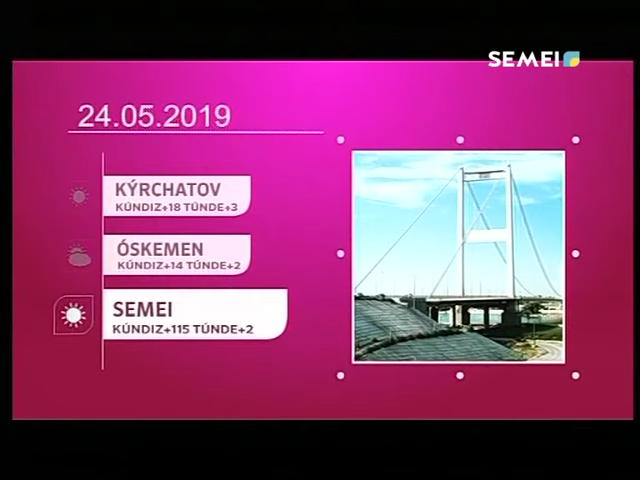 SEMEI
24.05.2019
KÝRCHATOV
KÚNDIZ+18 TÚNDE+3
ÓSKEMEN
KÚNDIZ+14 TÚNDE+2
SEMEI
KÚNDIZ+115 TÚNDE+2